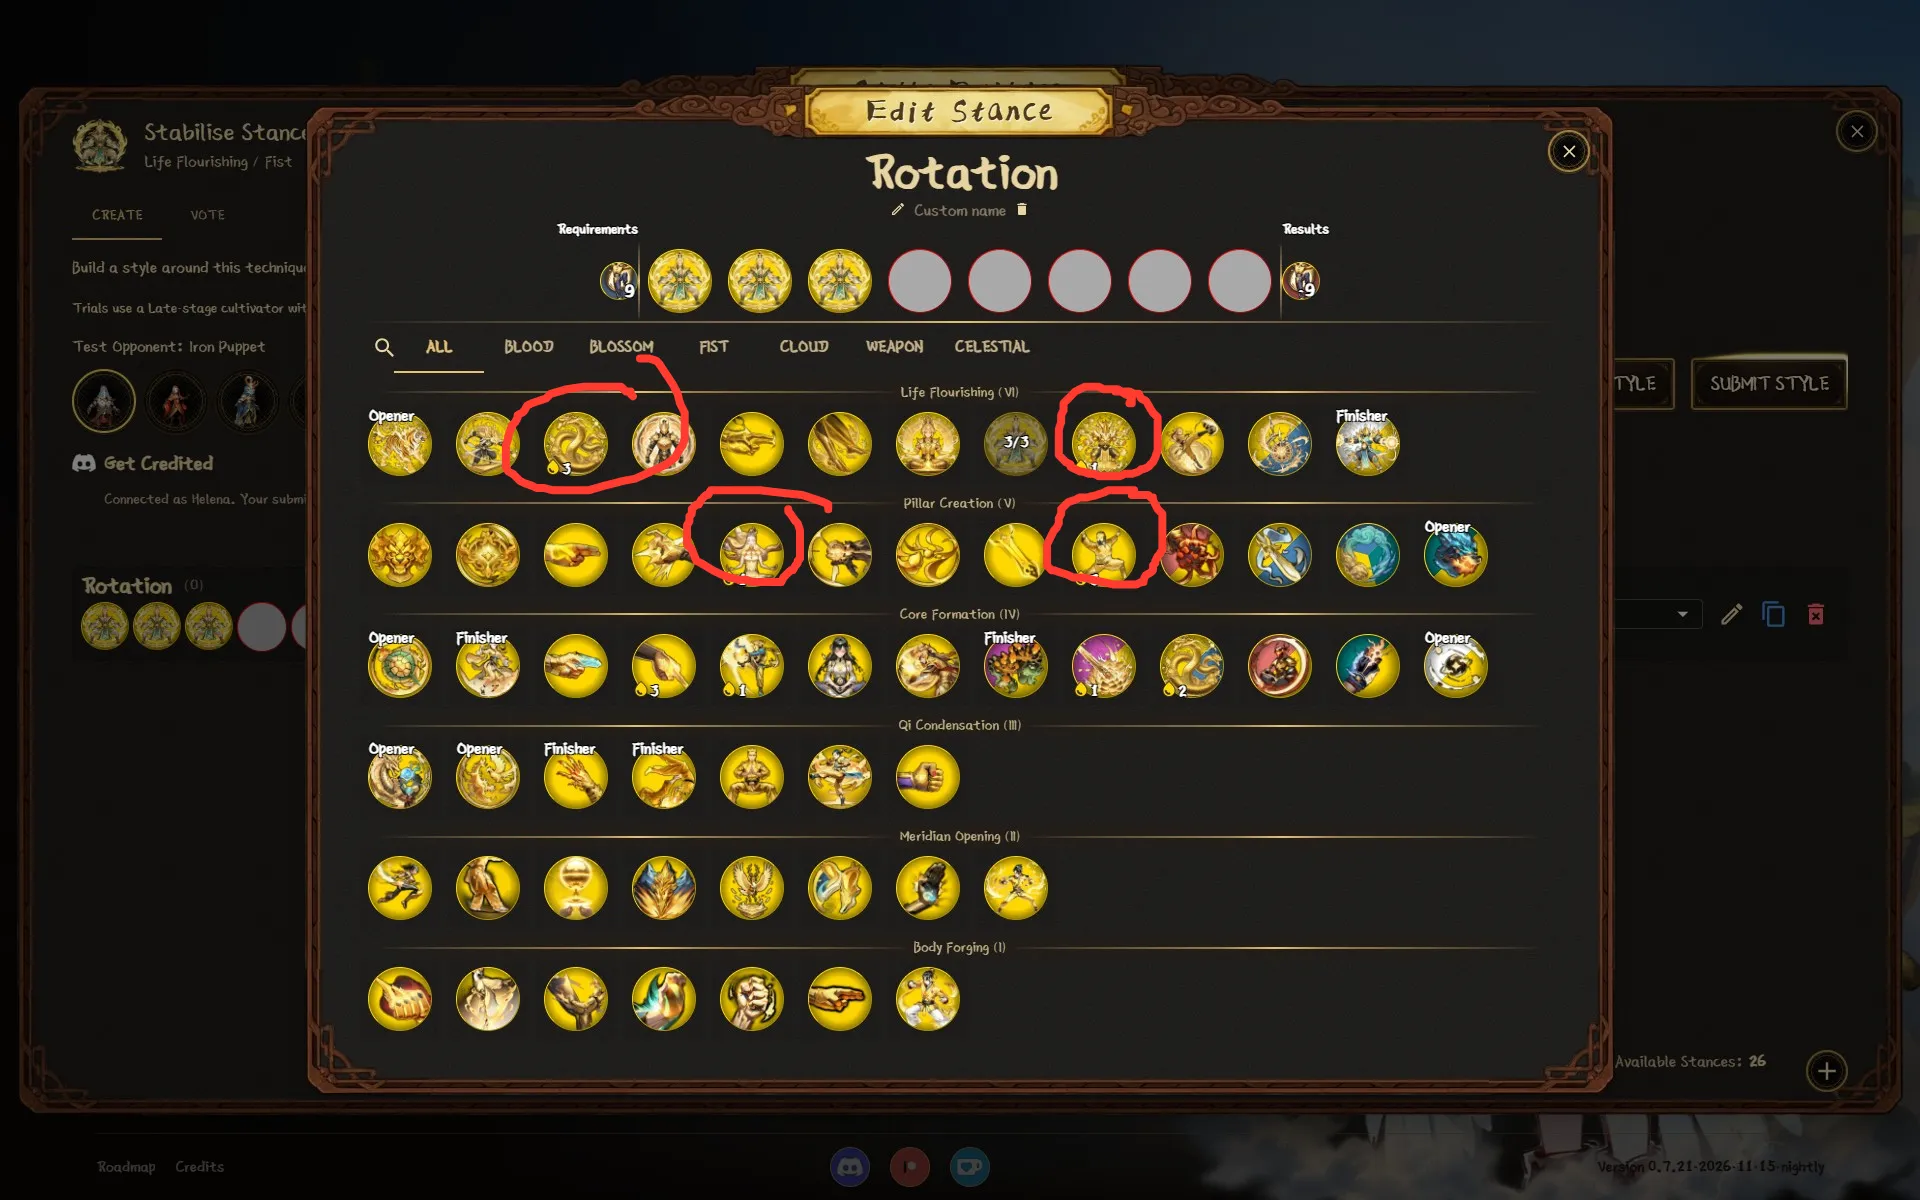 Edit Stance
Stabilise Stance
Life Flourishing / Fist
CREATE
VOTE
Build a style around this technique
Trials use a Late-stage cultivator wit
Test Opponent: Iron Puppet
Get Credited
Connected as Helena. Your submi
Rotation (0)
Rotation
Custom name
Requirements
Results
9
-9
ALL
BLOOD
BLOSSOM
FIST
CLOUD
WEAPON
CELESTIAL
Life Flourishing (VI)
Opener
3
3/3
1
Finisher
Pillar Creation (V)
Opener
Core Formation (IV)
Opener
Finisher
3
1
Finisher
1
2
Opener
Qi Condensation (III)
Opener
Opener
Finisher
Finisher
Meridian Opening (II)
Body Forging (I)
TYLE
SUBMIT STYLE
Available Stances: 26
Roadmap
Credits
Version 0.7.21-2026-11-15-nightly